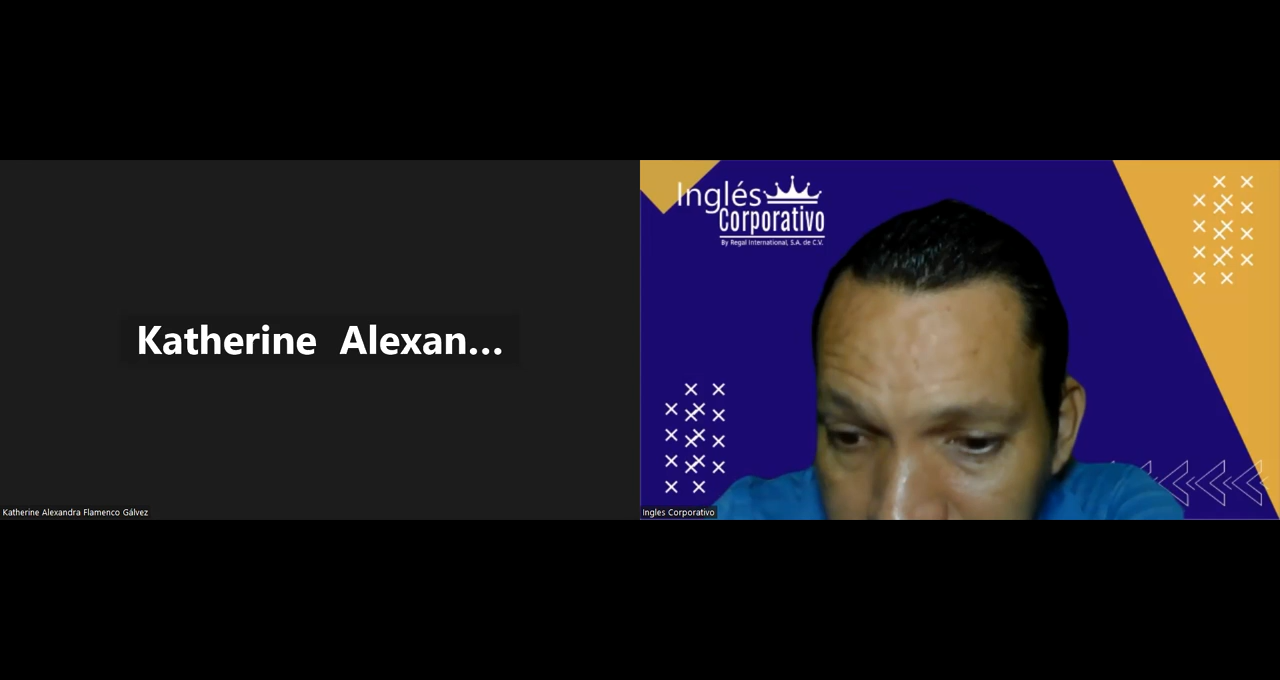 Katherine  Alexan...
Katherine Alexandra Flamenco Gálvez
Inglés
Corporativo
By Regal International, S.A. de C.V.
Ingles Corporativo